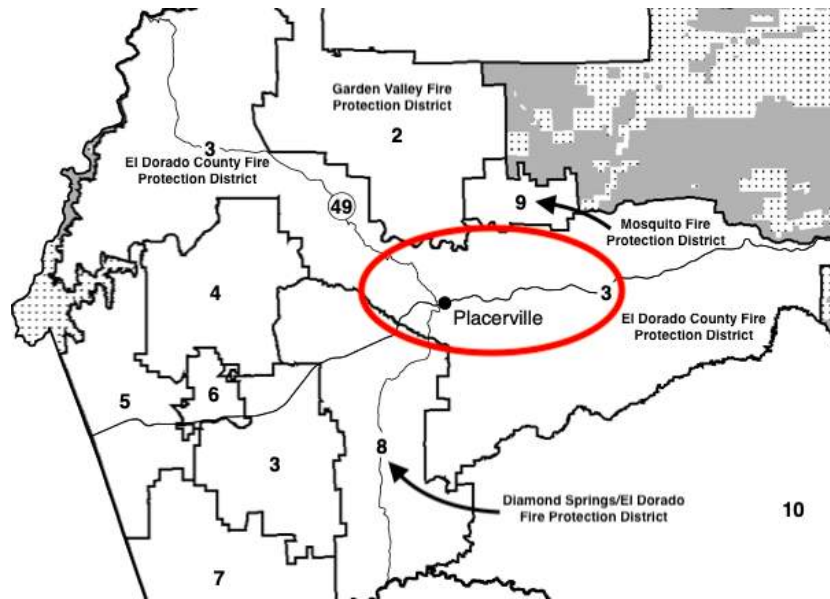 Garden Valley Fire
Protection District
2
3
El Dorado County Fire
Protection District
49
9
Mosquito Fire
Protection District
4
3
Placerville
El Dorado County Fire
Protection District
5
6
3
8
Diamond Springs/El Dorado
Fire Protection District
10
7